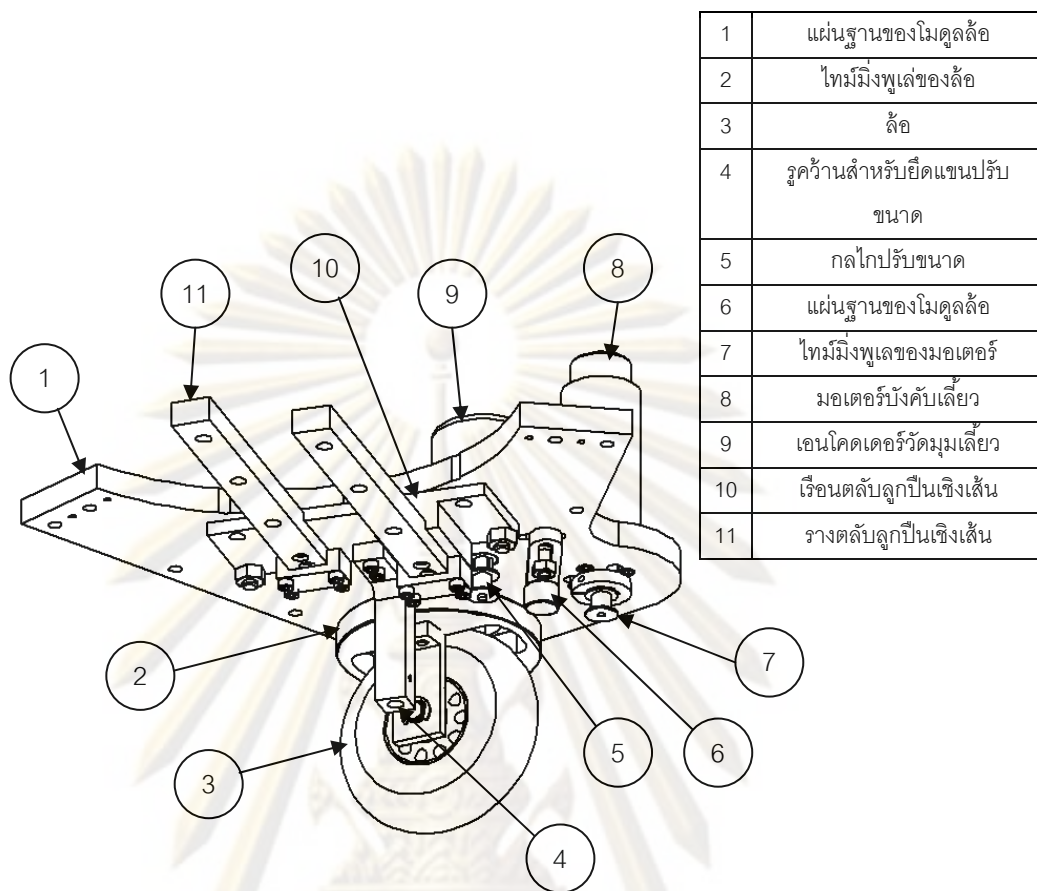 1 แผ่นฐานของโมดูลล้อ
2 ไทม์มิ่งพูเล่ของล้อ
3 ล้อ
4 รูคว้านสำหรับยึดแขนปรับ
ขนาด
5 กลไกปรับขนาด
6 แผ่นฐานของโมดูลล้อ
7 ไทม์มิ่งพูเลของมอเตอร์
8 มอเตอร์บังคับเลี้ยว
9 เอนโคดเดอร์วัดมุมเลี้ยว
10 เรือนตลับลูกปืนเชิงเส้น
11 รางตลับลูกปืนเชิงเส้น
10
8
11
9
1
2
7
5
6
3
4